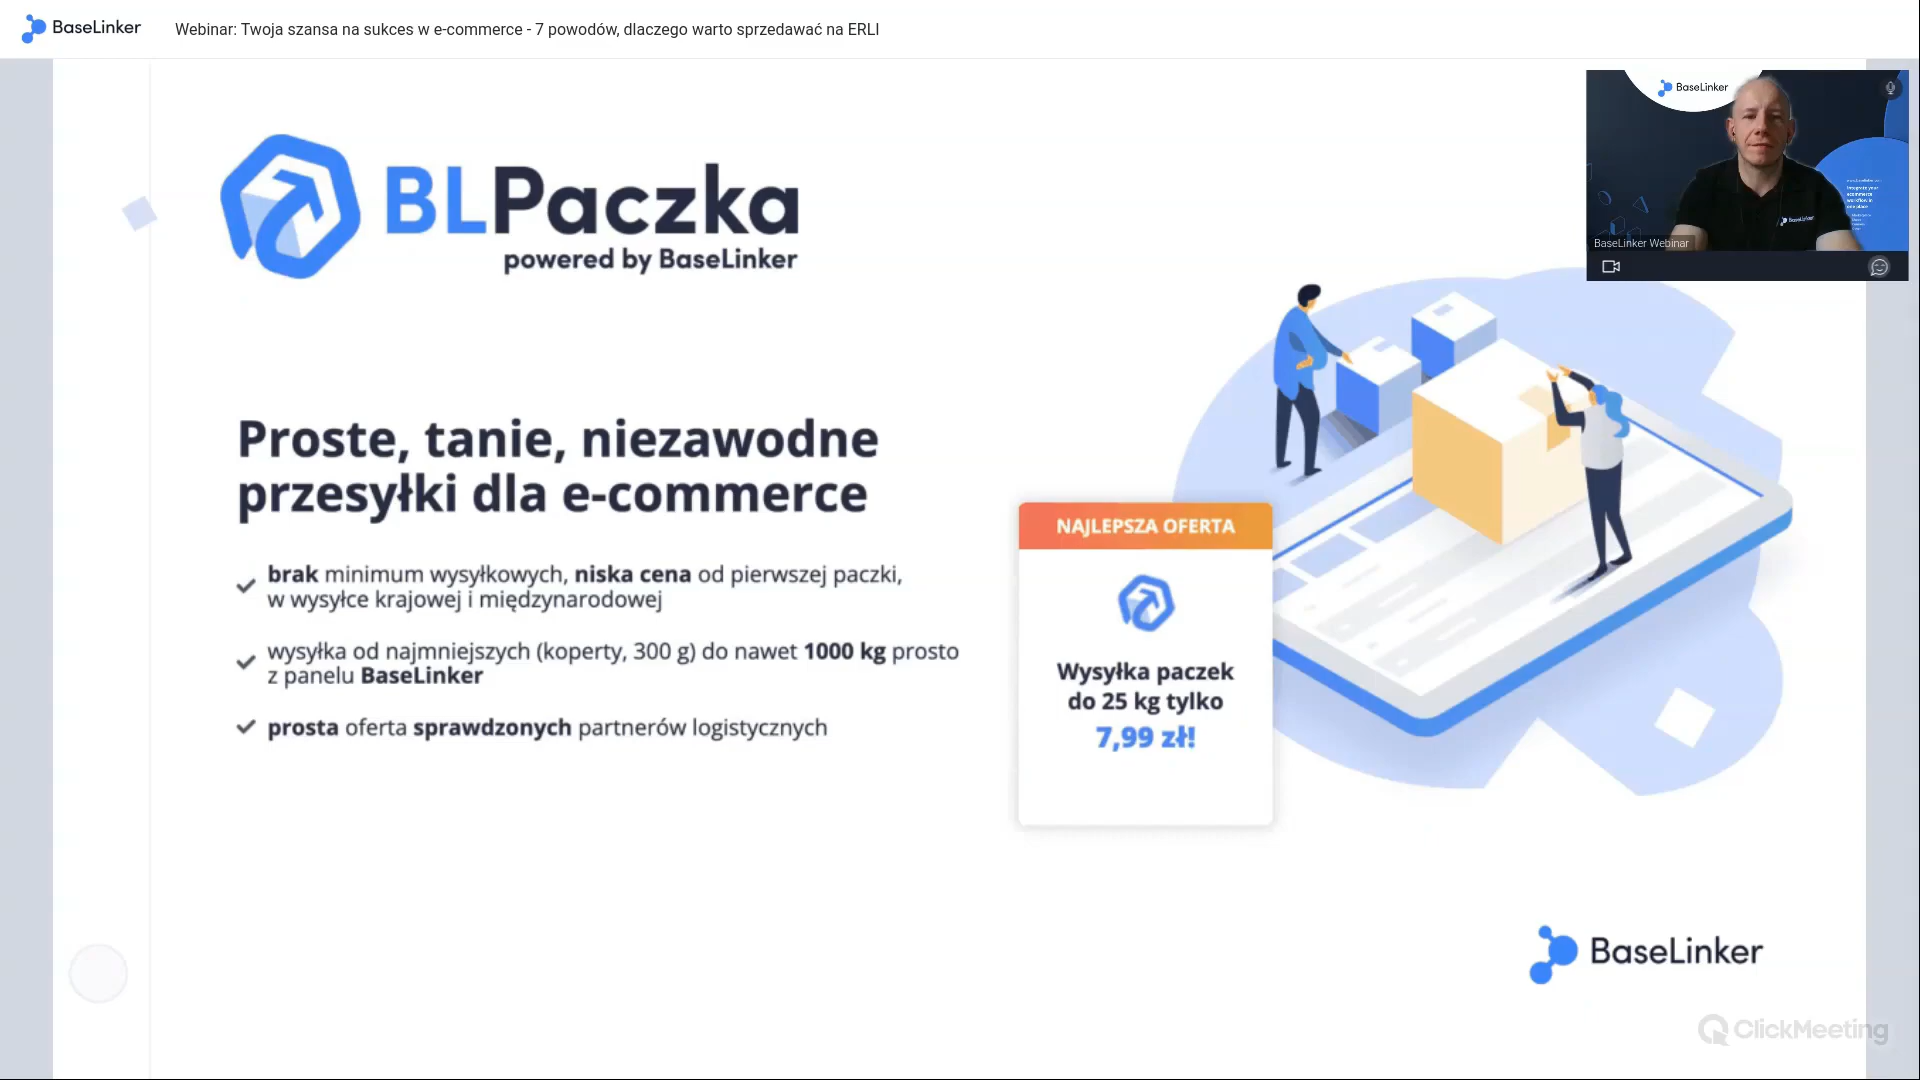 BaseLinker
Webinar: Twoja szansa na sukces w e-commerce - 7 powodów, dlaczego warto sprzedawać na ERLI
BaseLinker
BaseLinker
BaseLinker Webinar
BLPaczka
powered by BaseLinker
Proste, tanie, niezawodne
przesyłki dla e-commerce
brak minimum wysyłkowych, niska cena od pierwszej paczki,
w wysyłce krajowej i międzynarodowej
wysyłka od najmniejszych (koperty, 300 g) do nawet 1000 kg prosto
z panelu BaseLinker
prosta oferta sprawdzonych partnerów logistycznych
NAJLEPSZA OFERTA
Wysyłka paczek
do 25 kg tylko
7,99 zł!
BaseLinker
ClickMeeting